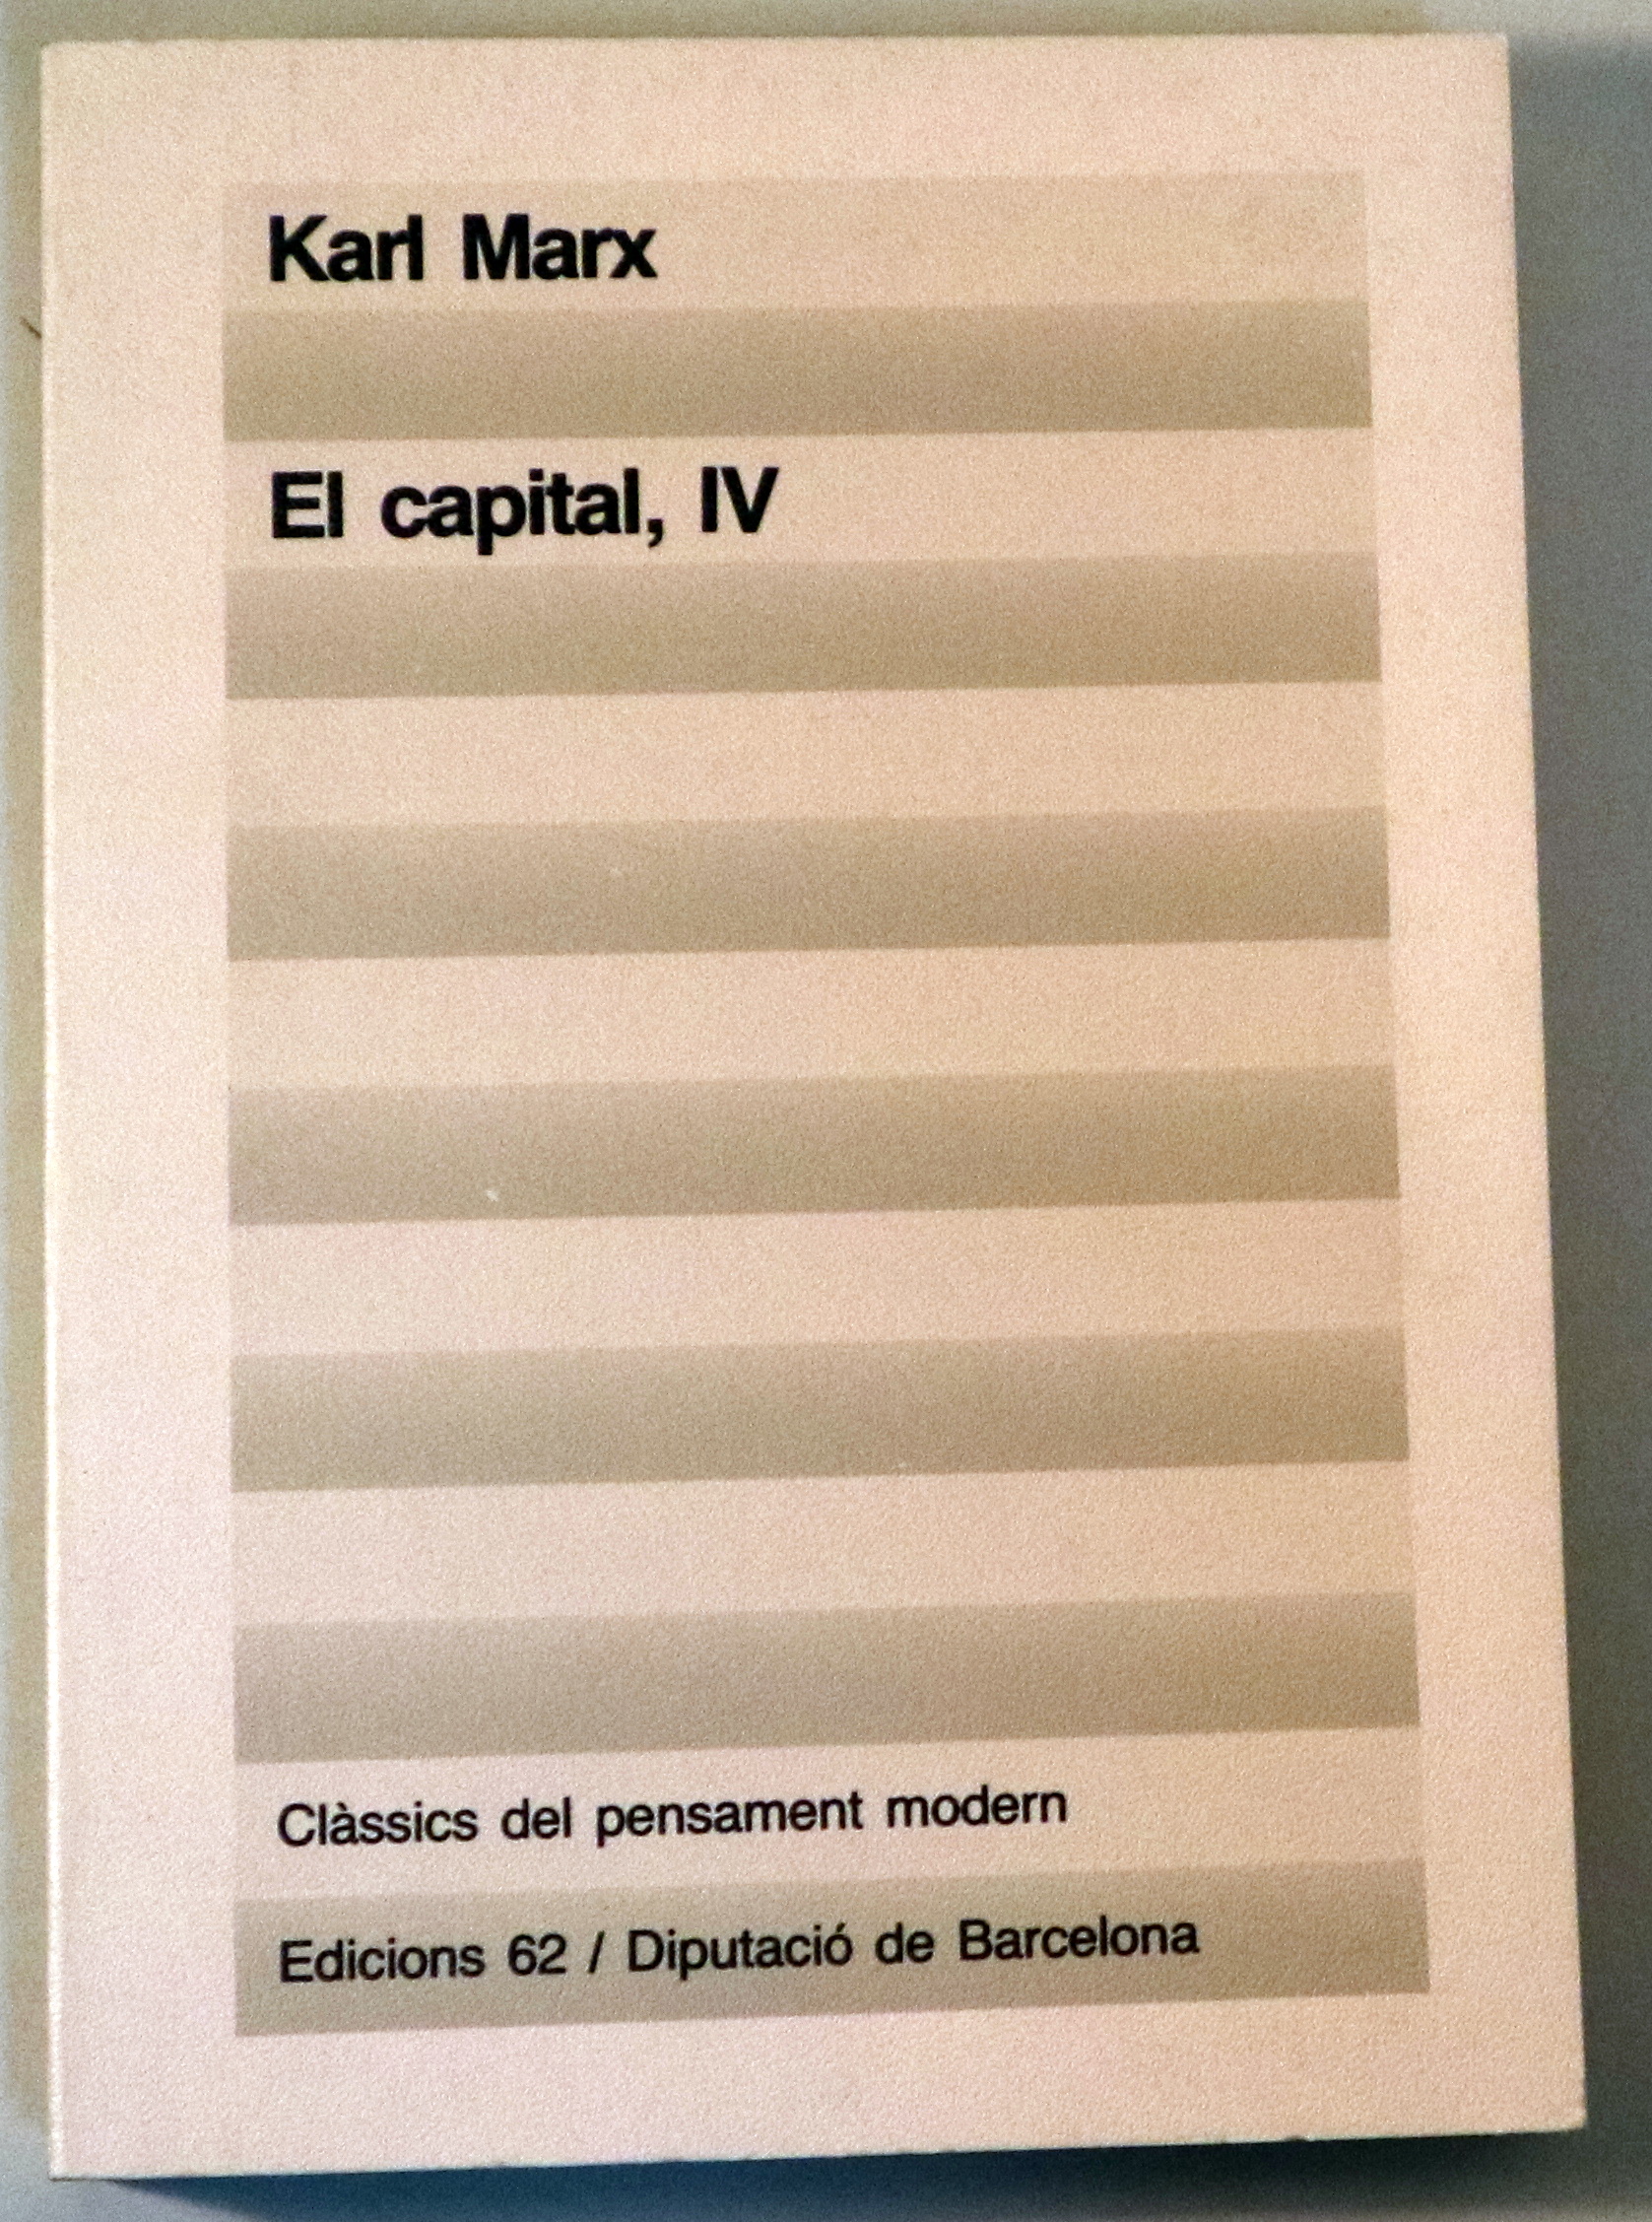 Karl Marx
El capital, IV
Clàssics del pensament modern
Edicions 62 / Diputació de Barcelona